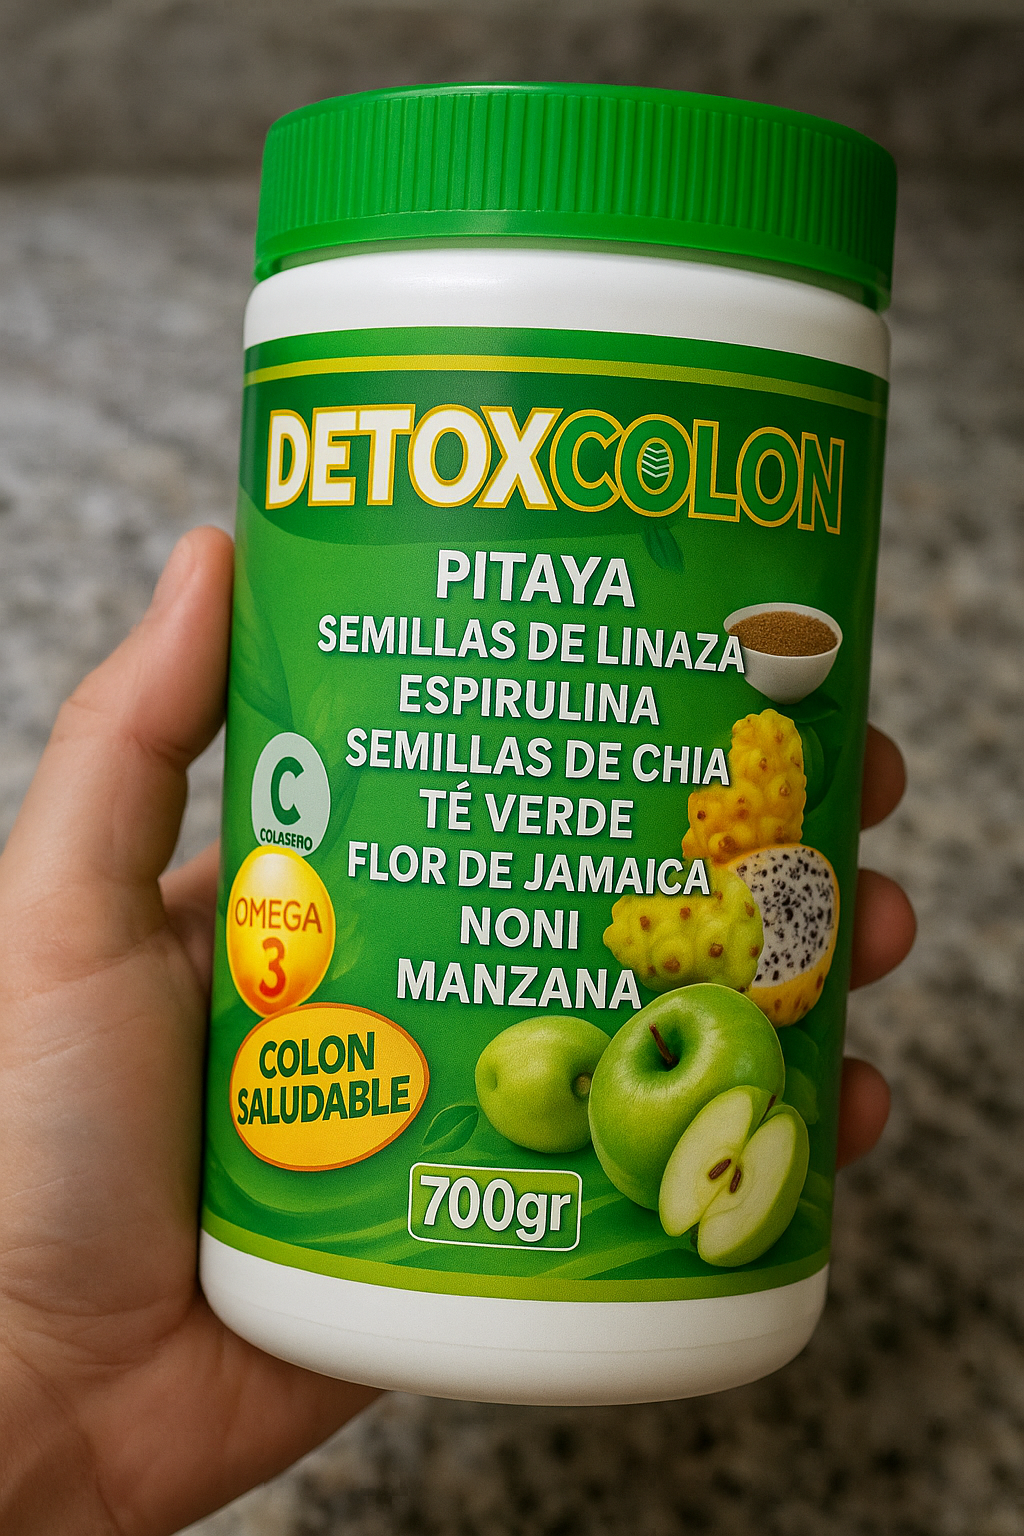 DETOXCOLON
PITAYA
SEMILLAS DE LINAZA
ESPIRULINA
SEMILLAS DE CHIA
TÉ VERDE
FLOR DE JAMAICA
NONI
MANZANA
C
COLASERO
OMEGA
3
COLON
SALUDABLE
700gr